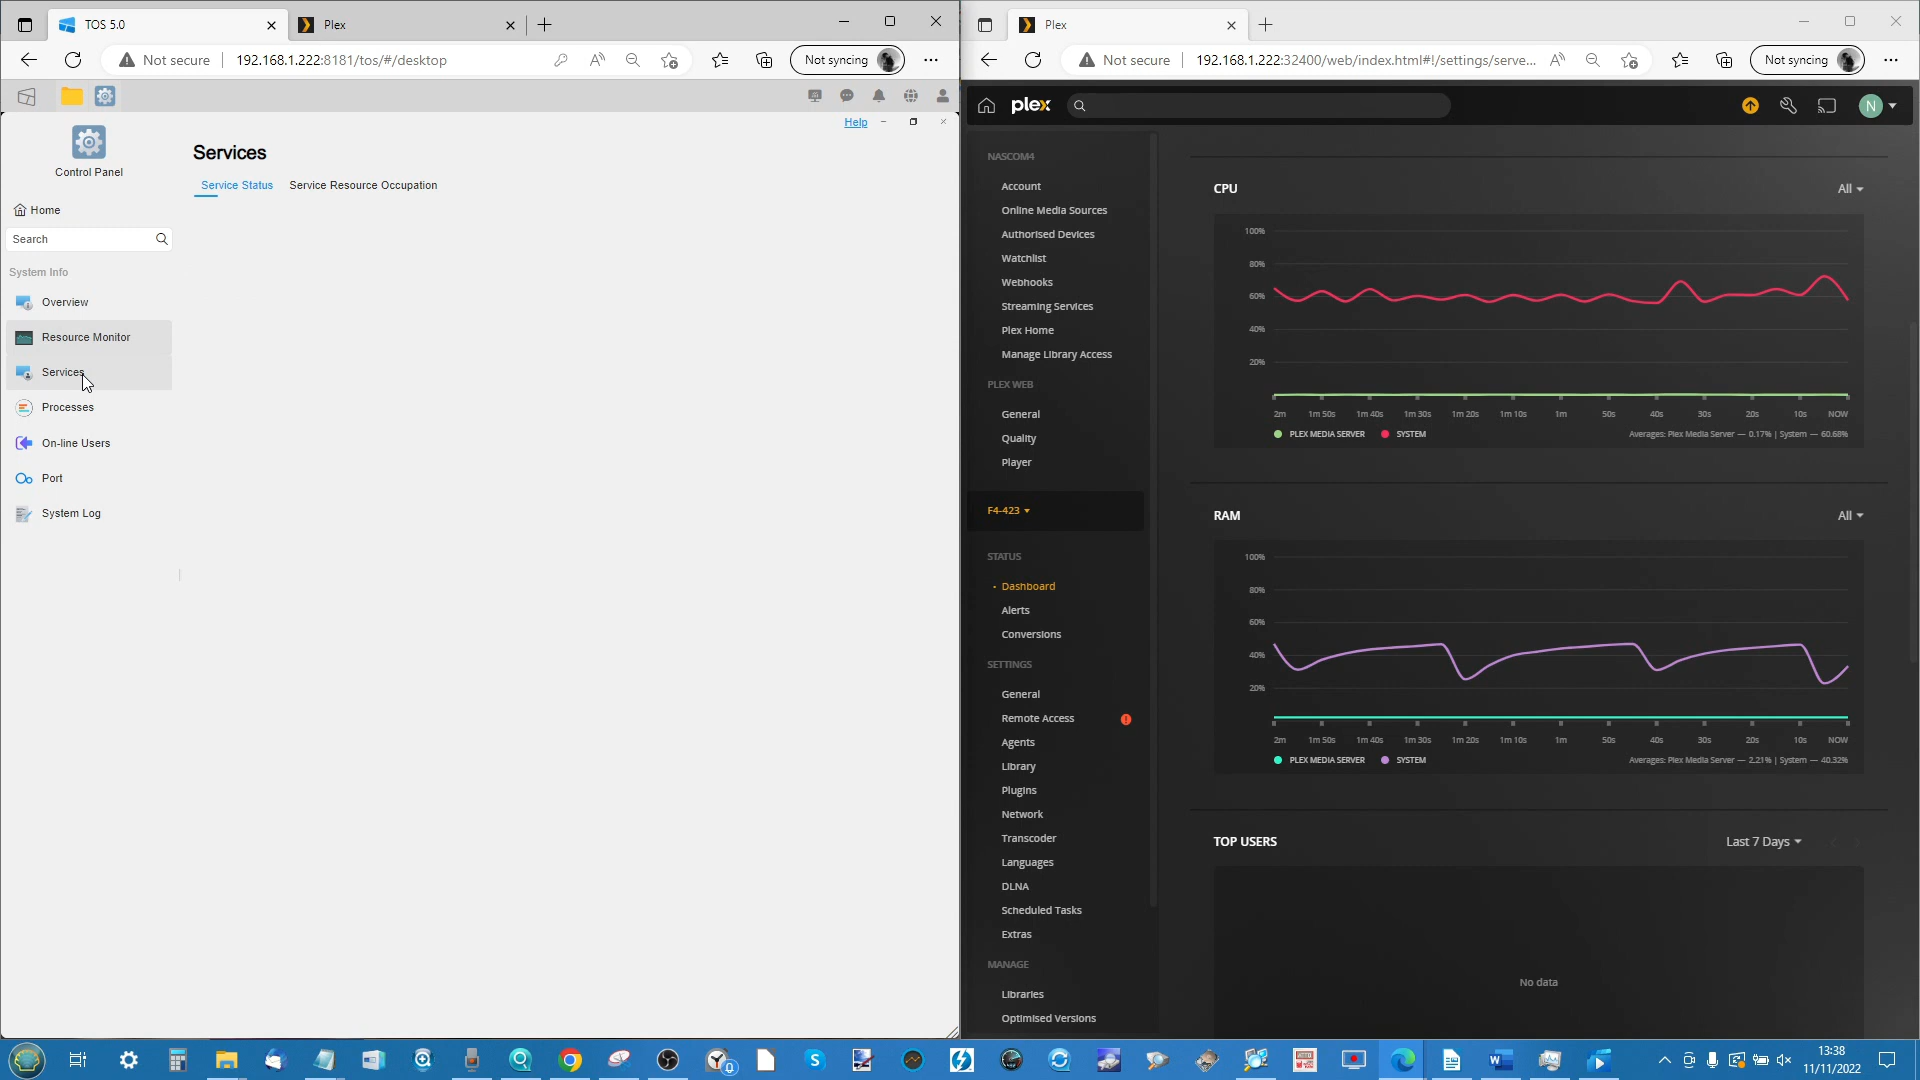 TOS 5.0
Plex
Not secure
192.168.1.222:8181/tos/#/desktop
Not syncing
Help
Control Panel
Home
Search
System Info
Overview
Resource Monitor
Services
Processes
On-line Users
Port
System Log
Services
Service Status
Service Resource Occupation
Plex
Not secure
192.168.1.222:32400/web/index.html#!/settings/serve...
Not syncing
plex
N
NASCOM4
Account
Online Media Sources
Authorised Devices
Watchlist
Webhooks
Streaming Services
Plex Home
Manage Library Access
PLEX WEB
General
Quality
Player
F4-423
STATUS
Dashboard
Alerts
Conversions
SETTINGS
General
Remote Access
Agents
Library
Plugins
Network
Transcoder
Languages
DLNA
Scheduled Tasks
Extras
MANAGE
Libraries
Optimised Versions
CPU
All
100%
80%
60%
40%
20%
2m 1m 50s 1m 40s 1m 30s 1m 20s 1m 10s 1m 50s 40s 30s 20s 10s NOW
PLEX MEDIA SERVER SYSTEM
Averages: Plex Media Server — 0.17% | System — 60.68%
RAM
All
100%
80%
60%
40%
20%
2m 1m 50s 1m 40s 1m 30s 1m 20s 1m 10s 1m 50s 40s 30s 20s 10s NOW
PLEX MEDIA SERVER SYSTEM
Averages: Plex Media Server — 2.21% | System — 40.32%
TOP USERS
Last 7 Days
No data
13:38
11/11/2022